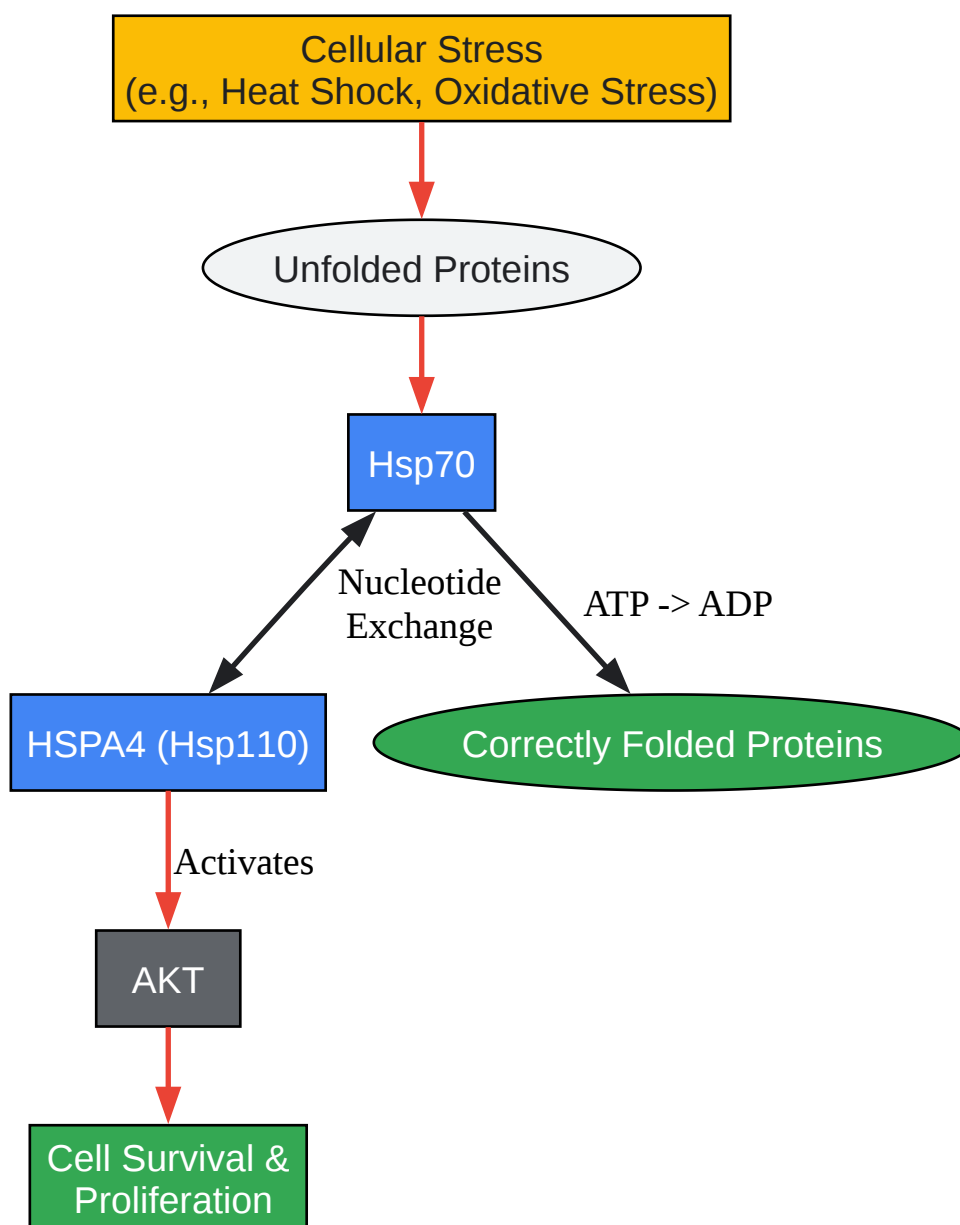 Cellular Stress
(e.g., Heat Shock, Oxidative Stress)
Unfolded Proteins
Hsp70
Nucleotide
Exchange
ATP -> ADP
HSPA4 (Hsp110)
Correctly Folded Proteins
Activates
AKT
Cell Survival &
Proliferation